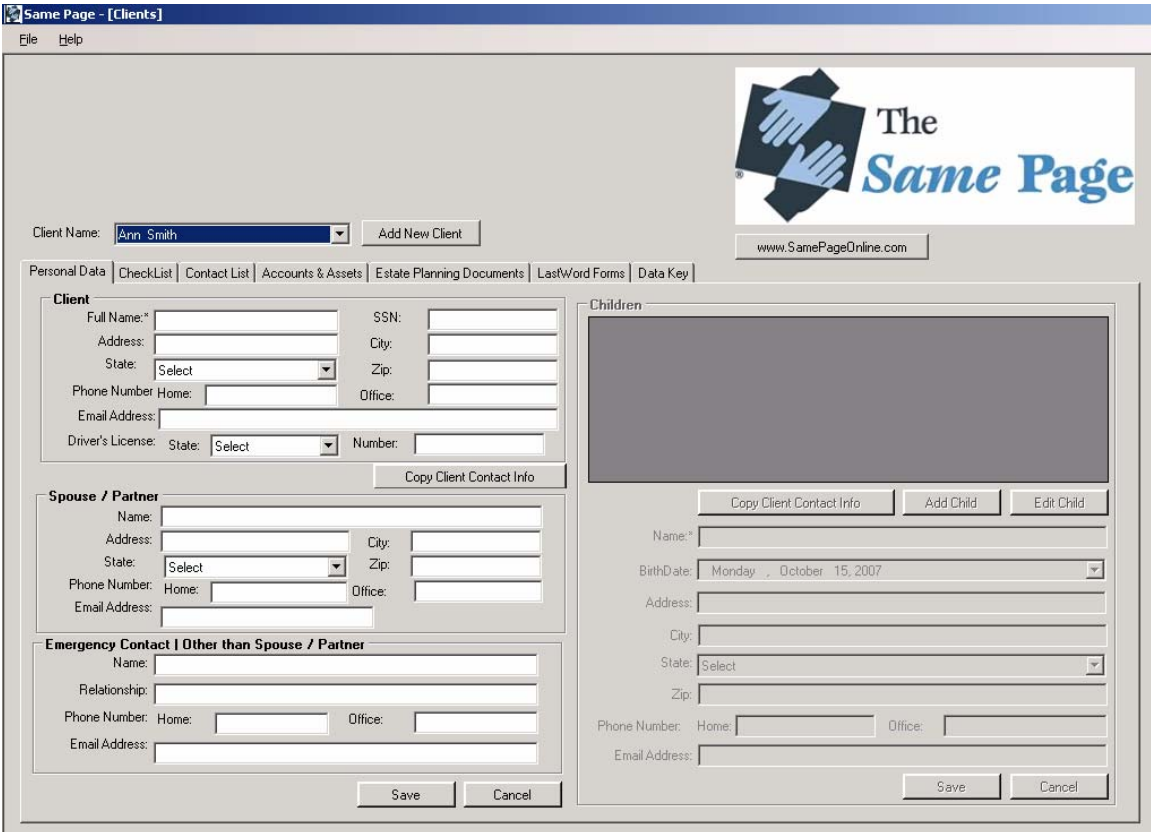 Same Page - [Clients]
File Help
The
Same Page
®
Client Name: Ann Smith Add New Client
www.SamePageOnline.com
Personal Data CheckList Contact List Accounts & Assets Estate Planning Documents LastWord Forms Data Key
Client
Full Name:* SSN:
Address: City:
State: Select Zip:
Phone Number Home: Office:
Email Address:
Driver's License: State: Select Number:
Copy Client Contact Info
Spouse / Partner
Name:
Address: City:
State: Select Zip:
Phone Number: Home: Office:
Email Address:
Emergency Contact | Other than Spouse / Partner
Name:
Relationship:
Phone Number: Home: Office:
Email Address:
Save Cancel
Children
Copy Client Contact Info Add Child Edit Child
Name:*
BirthDate: Monday , October 15, 2007
Address:
City:
State: Select
Zip:
Phone Number: Home: Office:
Email Address:
Save Cancel